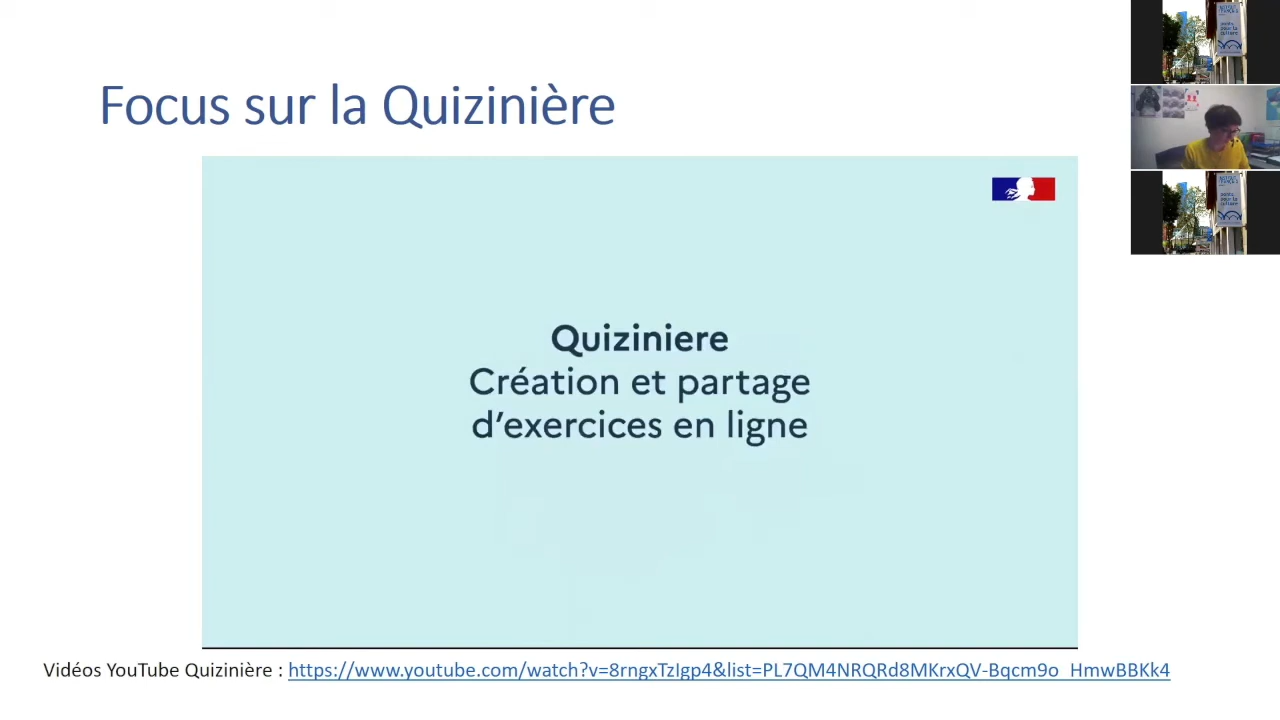 Focus sur la Quizinière
Quiziniere
Création et partage
d'exercices en ligne
Vidéos YouTube Quizinière : https://www.youtube.com/watch?v=8rngxTzIgp4&list=PL7QM4NRQRd8MKrxQV-Bqcm9o_HmwBBKk4